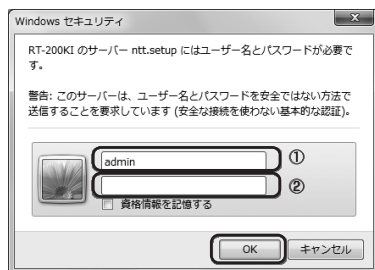 Windows セキュリティ
x
RT-200KI のサーバー ntt.setup にはユーザー名とパスワードが必要で
す。
警告: このサーバーは、ユーザー名とパスワードを安全ではない方法で
送信することを要求しています (安全な接続を使わない基本的な認証)。
admin ①
②
資格情報を記憶する
OK キャンセル